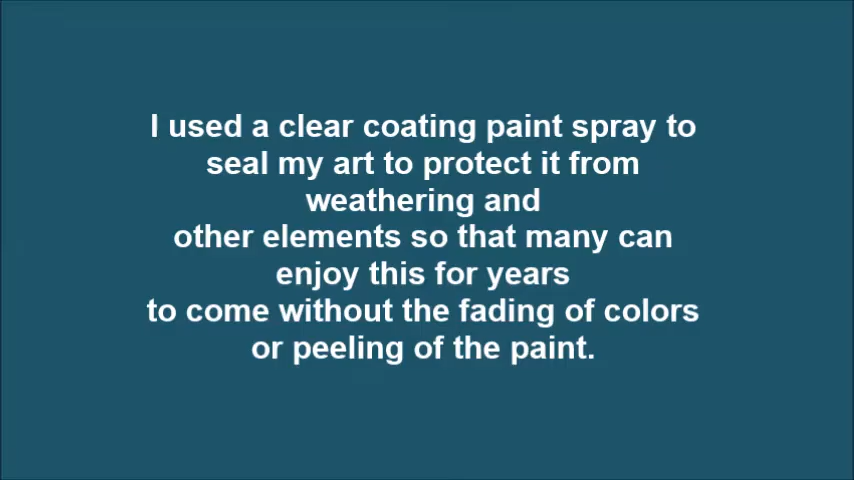 I used a clear coating paint spray to
seal my art to protect it from
weathering and
other elements so that many can
enjoy this for years
to come without the fading of colors
or peeling of the paint.